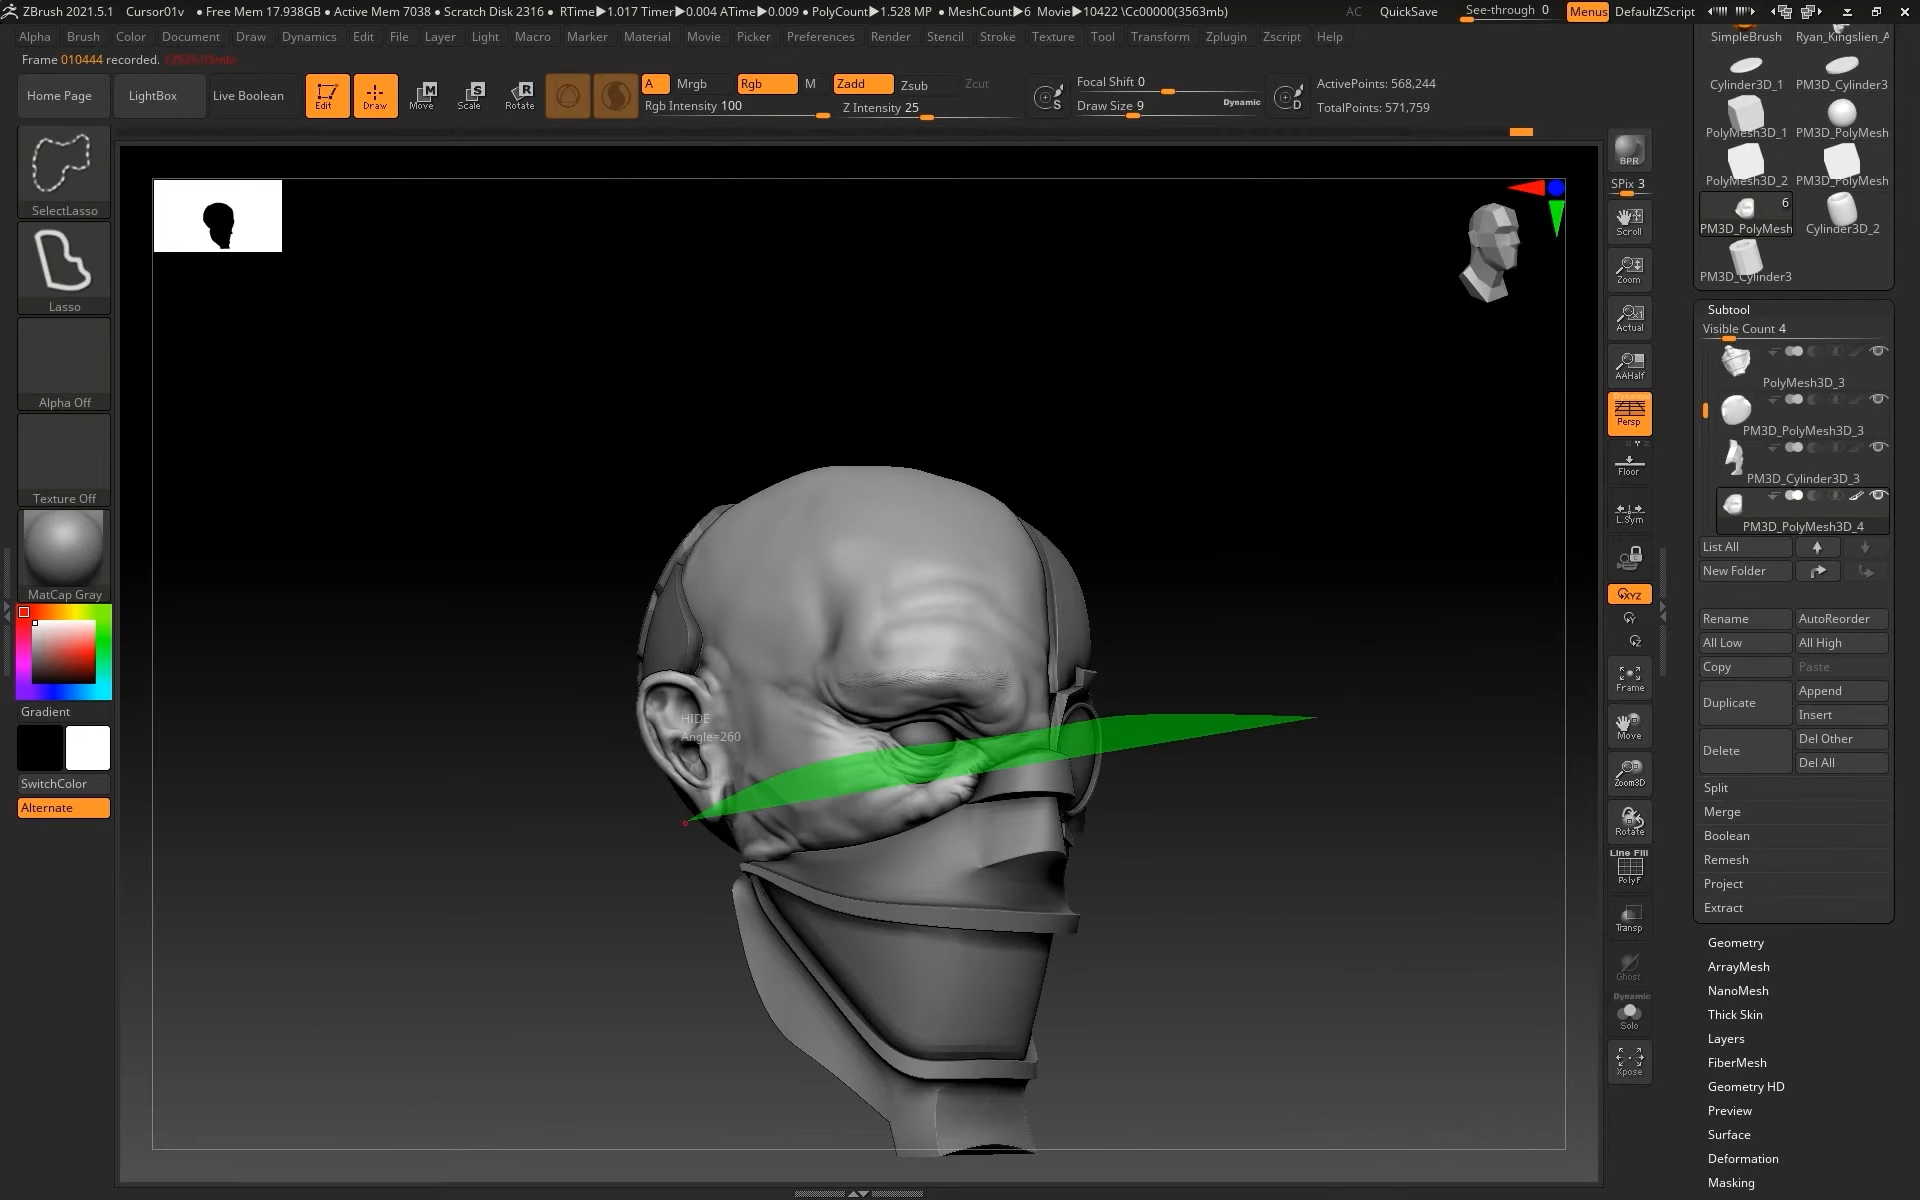 ZBrush 2021.5.1 Cursor01v • Free Mem 17.938GB • Active Mem 7038 • Scratch Disk 2316 • RTime▶1.017 Timer▶0.004 ATime▶0.009 • PolyCount▶1.528 MP • MeshCount▶6 Movie▶10422 \Cc00000(3563mb) AC QuickSave See-through 0 Menus DefaultZScript
Alpha Brush Color Document Draw Dynamics Edit File Layer Light Macro Marker Material Movie Picker Preferences Render Stencil Stroke Texture Tool Transform Zplugin Zscript Help
Frame 010444 recorded.
Home Page LightBox Live Boolean Edit Draw Move Scale Rotate
A Mrgb Rgb M Zadd Zsub Zcut
Rgb Intensity 100 Z Intensity 25
S Focal Shift 0
Draw Size 9 Dynamic D
ActivePoints: 568,244
TotalPoints: 571,759
SelectLasso
Lasso
Alpha Off
Texture Off
MatCap Gray
Gradient
SwitchColor
Alternate
HIDE
Angle=260
BPR
SPix 3
Scroll
Zoom
Actual
AAHalf
Dynamic
Persp
Floor
L.Sym
XYZ
Y
Z
Frame
Move
Zoom3D
Rotate
Line Fill
PolyF
Transp
Ghost
Dynamic
Solo
Xpose
SimpleBrush Ryan_Kingslien_A
Cylinder3D_1 PM3D_Cylinder3
PolyMesh3D_1 PM3D_PolyMesh
PolyMesh3D_2 PM3D_PolyMesh
6
PM3D_PolyMesh Cylinder3D_2
PM3D_Cylinder3
Subtool
Visible Count 4
PolyMesh3D_3
PM3D_PolyMesh3D_3
PM3D_Cylinder3D_3
PM3D_PolyMesh3D_4
List All
New Folder
Rename AutoReorder
All Low All High
Copy Paste
Duplicate Append
Insert
Delete Del Other
Del All
Split
Merge
Boolean
Remesh
Project
Extract
Geometry
ArrayMesh
NanoMesh
Thick Skin
Layers
FiberMesh
Geometry HD
Preview
Surface
Deformation
Masking